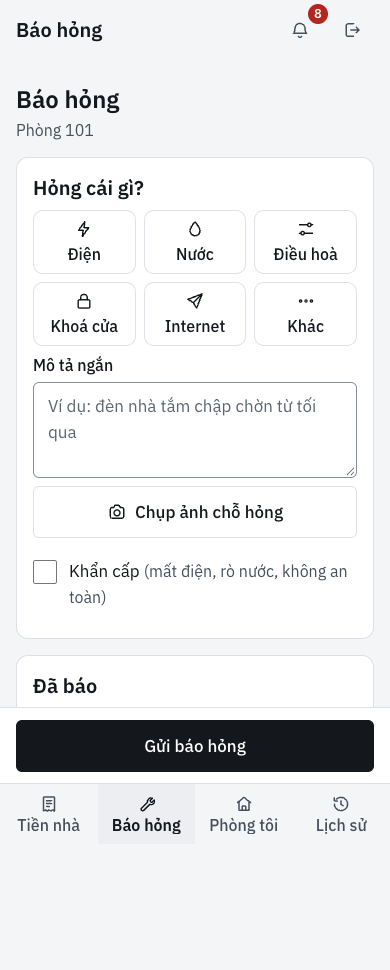 Báo hỏng
8
Báo hỏng
Phòng 101
Hỏng cái gì?
Điện
Nước
Điều hoà
Khoá cửa
Internet
Khác
Mô tả ngắn
Ví dụ: đèn nhà tắm chập chờn từ tối
qua
Chụp ảnh chỗ hỏng
Khẩn cấp (mất điện, rò nước, không an
toàn)
Đã báo
Gửi báo hỏng
Tiền nhà
Báo hỏng
Phòng tôi
Lịch sử